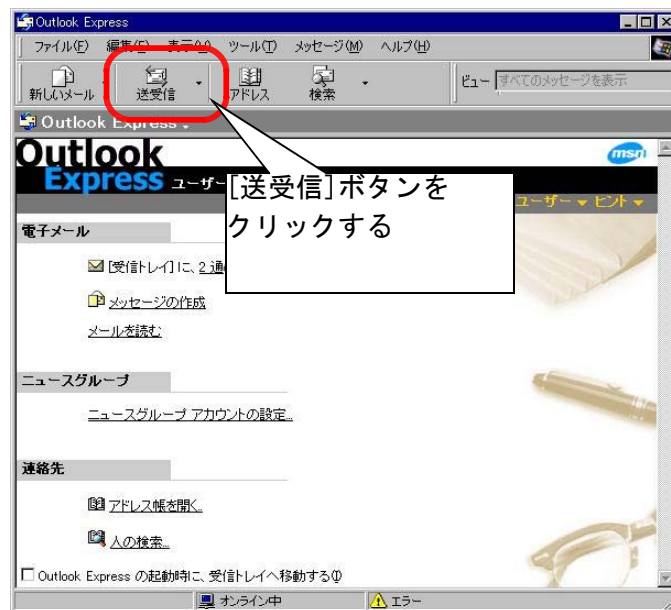 Outlook Express
ファイル(F) 編集(E) 表示(V) ツール(T) メッセージ(M) ヘルプ(H)
新しいメール 送受信 アドレス 検索 ビュー すべてのメッセージを表示
Outlook Express
Outlook msn
Express ユーザー
[送受信]ボタンを
クリックする
ユーザー ヒント
電子メール
[受信トレイ] に、2 通
メッセージの作成
メールを読む
ニュースグループ
ニュースグループ アカウントの設定...
連絡先
アドレス帳を開く...
人の検索...
Outlook Express の起動時に、受信トレイへ移動する(I)
オンライン中 エラー